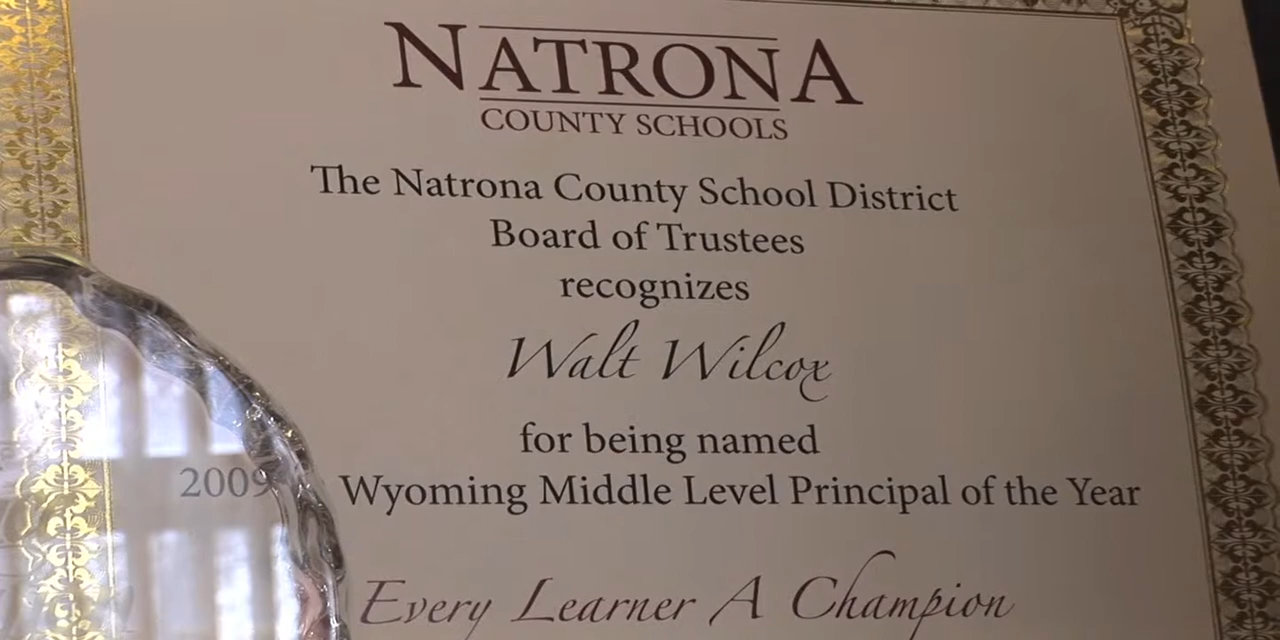 NATRONA
COUNTY SCHOOLS
The Natrona County School District
Board of Trustees
recognizes
Walt Wilcox
for being named
2009 Wyoming Middle Level Principal of the Year
Every Learner A Champion